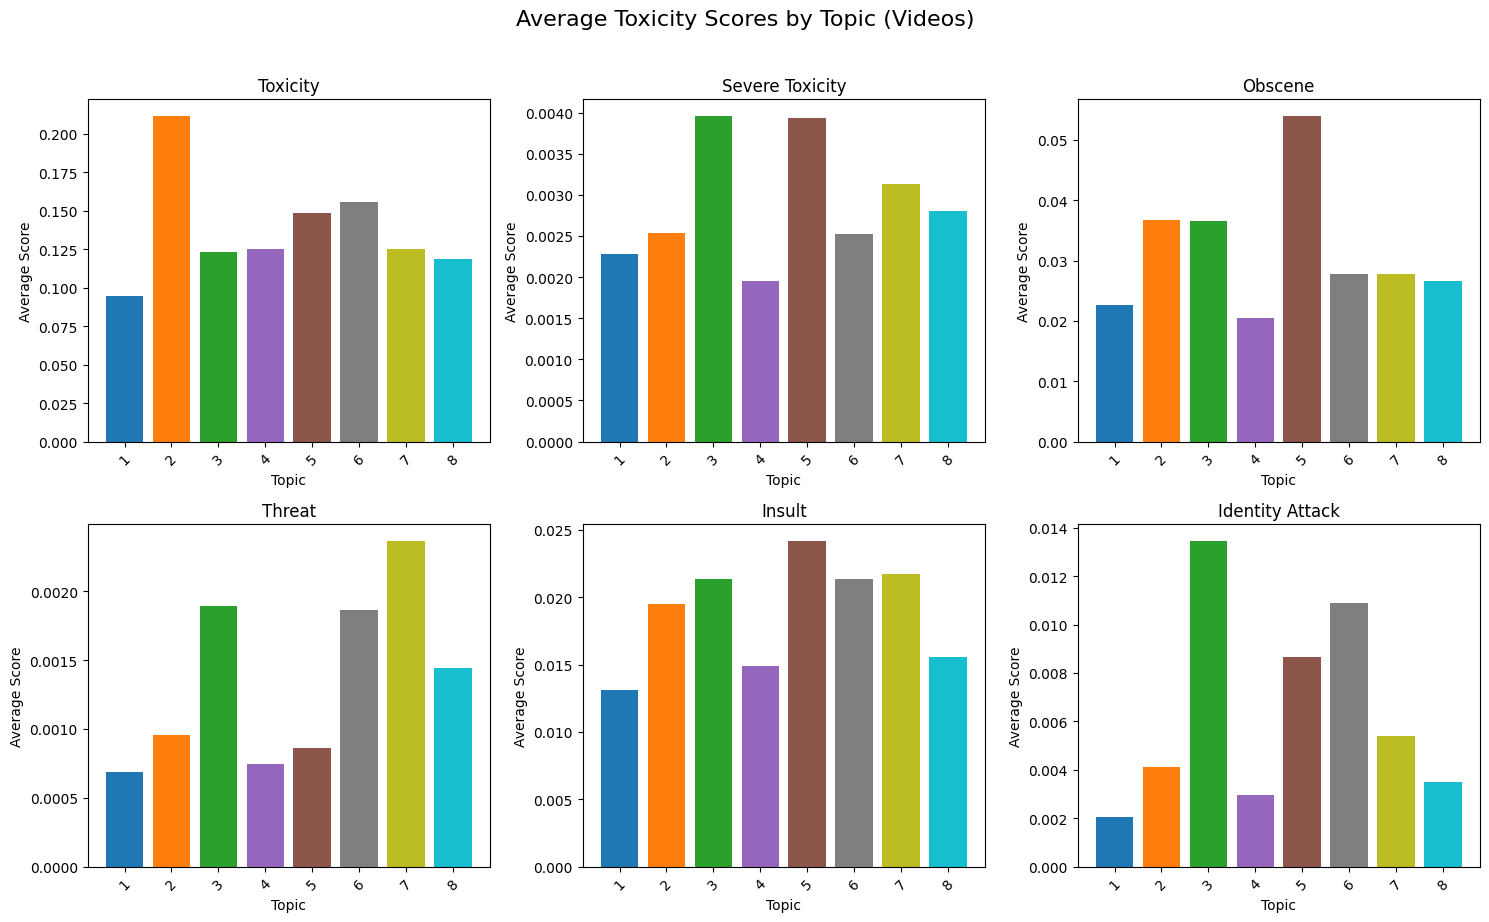 Average Toxicity Scores by Topic (Videos)
Toxicity
Average Score
0.200
0.175
0.150
0.125
0.100
0.075
0.050
0.025
0.000
1 2 3 4 5 6 7 8
Topic
Severe Toxicity
Average Score
0.0040
0.0035
0.0030
0.0025
0.0020
0.0015
0.0010
0.0005
0.0000
1 2 3 4 5 6 7 8
Topic
Obscene
Average Score
0.05
0.04
0.03
0.02
0.01
0.00
1 2 3 4 5 6 7 8
Topic
Threat
Average Score
0.0020
0.0015
0.0010
0.0005
0.0000
1 2 3 4 5 6 7 8
Topic
Insult
Average Score
0.025
0.020
0.015
0.010
0.005
0.000
1 2 3 4 5 6 7 8
Topic
Identity Attack
Average Score
0.014
0.012
0.010
0.008
0.006
0.004
0.002
0.000
1 2 3 4 5 6 7 8
Topic